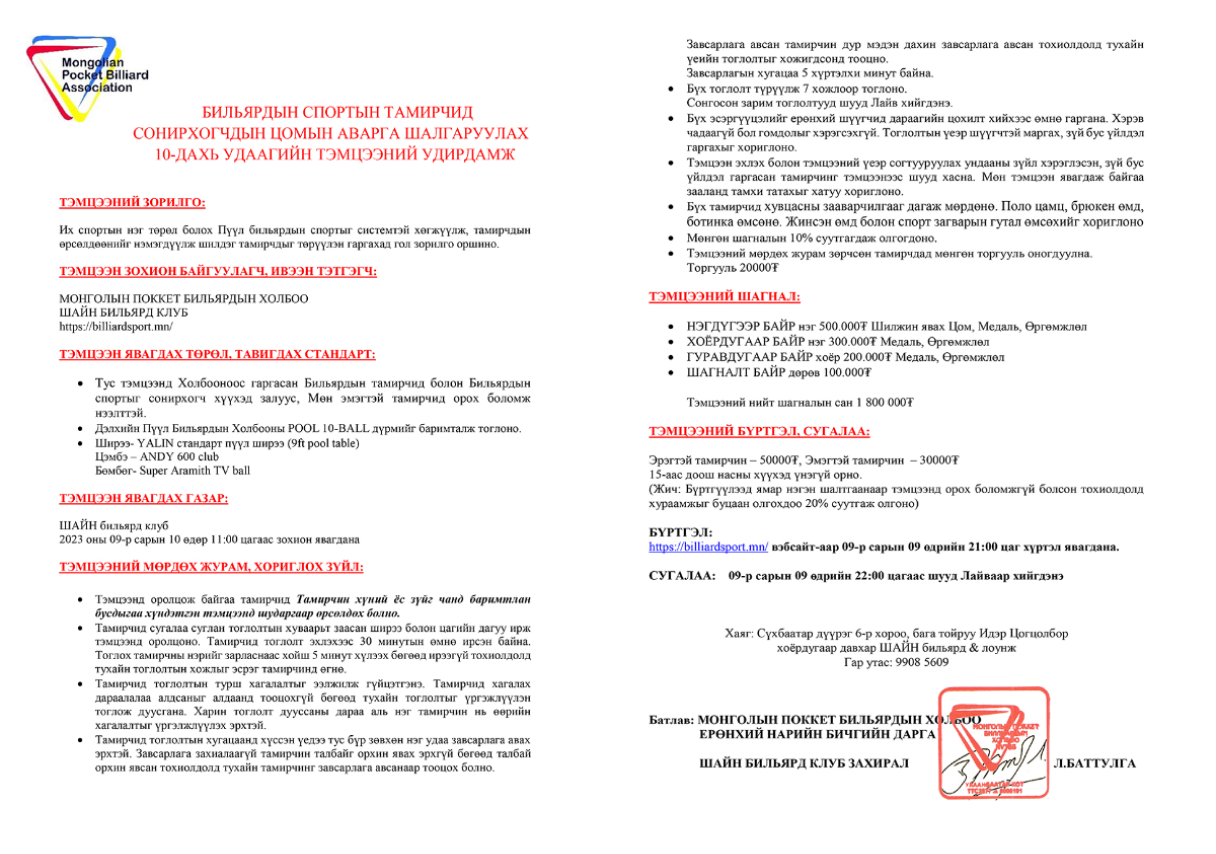 Mongolian
Pocket Billiard
Association
БИЛЬЯРДЫН СПОРТЫН ТАМИРЧИД
СОНИРХОГЧДЫН ЦОМЫН АВАРГА ШАЛГАРУУЛАХ
10-ДАХЬ УДААГИЙН ТЭМЦЭЭНИЙ УДИРДАМЖ
ТЭМЦЭЭНИЙ ЗОРИЛГО:
Их спортын нэг төрөл болох Пүүл бильярдын спортыг системтэй хөгжүүлж, тамирчдын
өрсөлдөөнийг нэмэгдүүлж шилдэг тамирчдыг төрүүлэн гаргахад гол зорилго оршино.
ТЭМЦЭЭН ЗОХИОН БАЙГУУЛАГЧ, ИВЭЭН ТЭТГЭГЧ:
МОНГОЛЫН ПОККЕТ БИЛЬЯРДЫН ХОЛБОО
ШАЙН БИЛЬЯРД КЛУБ
https://billiardsport.mn/
ТЭМЦЭЭН ЯВАГДАХ ТӨРӨЛ, ТАВИГДАХ СТАНДАРТ:
• Тус тэмцээнд Холбооноос гаргасан Бильярдын тамирчид болон Бильярдын
спортыг сонирхогч хүүхэд залуус, Мөн эмэгтэй тамирчид орох боломж
нээлттэй.
• Дэлхийн Пүүл Бильярдын Холбооны POOL 10-BALL дүрмийг баримталж тоглоно.
• Ширээ- YALIN стандарт пүүл ширээ (9ft pool table)
Цэмбэ – ANDY 600 club
Бөмбөг- Super Aramith TV ball
ТЭМЦЭЭН ЯВАГДАХ ГАЗАР:
ШАЙН бильярд клуб
2023 оны 09-р сарын 10 өдөр 11:00 цагаас зохион явагдана
ТЭМЦЭЭНИЙ МӨРДӨХ ЖУРАМ, ХОРИГЛОХ ЗҮЙЛ:
• Тэмцээнд оролцож байгаа тамирчид Тамирчин хүний ёс зүйг чанд баримтлан
бусдыгаа хүндэтгэн тэмцээнд шударгаар өрсөлдөх болно.
• Тамирчид сугалаа суглан тоглолтын хуваарьт заасан ширээ болон цагийн дагуу ирж
тэмцээнд оролцоно. Тамирчид тоглолт эхлэхээс 30 минутын өмнө ирсэн байна.
Тоглох тамирчны нэрийг зарласнаас хойш 5 минут хүлээх бөгөөд ирээгүй тохиолдолд
тухайн тоглолтын хожлыг эсрэг тамирчинд өгнө.
• Тамирчид тоглолтын турш хагалалтыг ээлжилж гүйцэтгэнэ. Тамирчид хагалах
дараалалаа алдсаныг алдаанд тооцохгүй бөгөөд тухайн тоглолтыг үргэлжлүүлэн
тоглож дуусгана. Харин тоглолт дууссаны дараа аль нэг тамирчин нь өөрийн
хагалалтыг үргэлжлүүлэх эрхтэй.
• Тамирчид тоглолтын хугацаанд хүссэн үедээ тус бүр зөвхөн нэг удаа завсарлага авах
эрхтэй. Завсарлага захиалаагүй тамирчин талбайг орхин явах эрхгүй бөгөөд талбай
орхин явсан тохиолдолд тухайн тамирчинг завсарлага авсанаар тооцох болно.
Завсарлага авсан тамирчин дур мэдэн дахин завсарлага авсан тохиолдолд тухайн
үеийн тоглолтыг хожигдсонд тооцно.
Завсарлагын хугацаа 5 хүртэлхи минут байна.
• Бүх тоглолт түрүүлж 7 хожлоор тоглоно.
Сонгосон зарим тоглолтууд шууд Лайв хийгдэнэ.
• Бүх эсэргүүцэлийг ерөнхий шүүгчид дараагийн цохилт хийхээс өмнө гаргана. Хэрэв
чадаагүй бол гомдолыг хэрэгсэхгүй. Тоглолтын үеэр шүүгчтэй маргах, зүй бус үйлдэл
гаргахыг хориглоно.
• Тэмцээн эхлэх болон тэмцээний үеэр согтууруулах ундааны зүйл хэрэглэсэн, зүй бус
үйлдэл гаргасан тамирчинг тэмцээнээс шууд хасна. Мөн тэмцээн явагдаж байгаа
зааланд тамхи татахыг хатуу хориглоно.
• Бүх тамирчид хувцасны зааварчилгааг дагаж мөрдөнө. Поло цамц, брюкен өмд,
ботинка өмсөнө. Жинсэн өмд болон спорт загварын гутал өмсөхийг хориглоно
• Мөнгөн шагналын 10% суутгагдаж олгогдоно.
• Тэмцээний мөрдөх журам зөрчсөн тамирчдад мөнгөн торгууль оногдуулна.
Торгууль 20000₮
ТЭМЦЭЭНИЙ ШАГНАЛ:
• НЭГДҮГЭЭР БАЙР нэг 500.000₮ Шилжин явах Цом, Медаль, Өргөмжлөл
• ХОЁРДУГААР БАЙР нэг 300.000₮ Медаль, Өргөмжлөл
• ГУРАВДУГААР БАЙР хоёр 200.000₮ Медаль, Өргөмжлөл
• ШАГНАЛТ БАЙР дөрөв 100.000₮
Тэмцээний нийт шагналын сан 1 800 000₮
ТЭМЦЭЭНИЙ БҮРТГЭЛ, СУГАЛАА:
Эрэгтэй тамирчин – 50000₮, Эмэгтэй тамирчин – 30000₮
15-аас доош насны хүүхэд үнэгүй орно.
(Жич: Бүртгүүлээд ямар нэгэн шалтгаанаар тэмцээнд орох боломжгүй болсон тохиолдолд
хураамжыг буцаан олгохдоо 20% суутгаж олгоно)
БҮРТГЭЛ:
https://billiardsport.mn/ вэбсайт-аар 09-р сарын 09 өдрийн 21:00 цаг хүртэл явагдана.
СУГАЛАА: 09-р сарын 09 өдрийн 22:00 цагаас шууд Лайваар хийгдэнэ
Хаяг: Сүхбаатар дүүрэг 6-р хороо, бага тойруу Идэр Цогцолбор
хоёрдугаар давхар ШАЙН бильярд & лоунж
Гар утас: 9908 5609
Батлав: МОНГОЛЫН ПОККЕТ БИЛЬЯРДЫН ХОЛБОО
ЕРӨНХИЙ НАРИЙН БИЧГИЙН ДАРГА
ШАЙН БИЛЬЯРД КЛУБ ЗАХИРАЛ Л.БАТТУЛГА